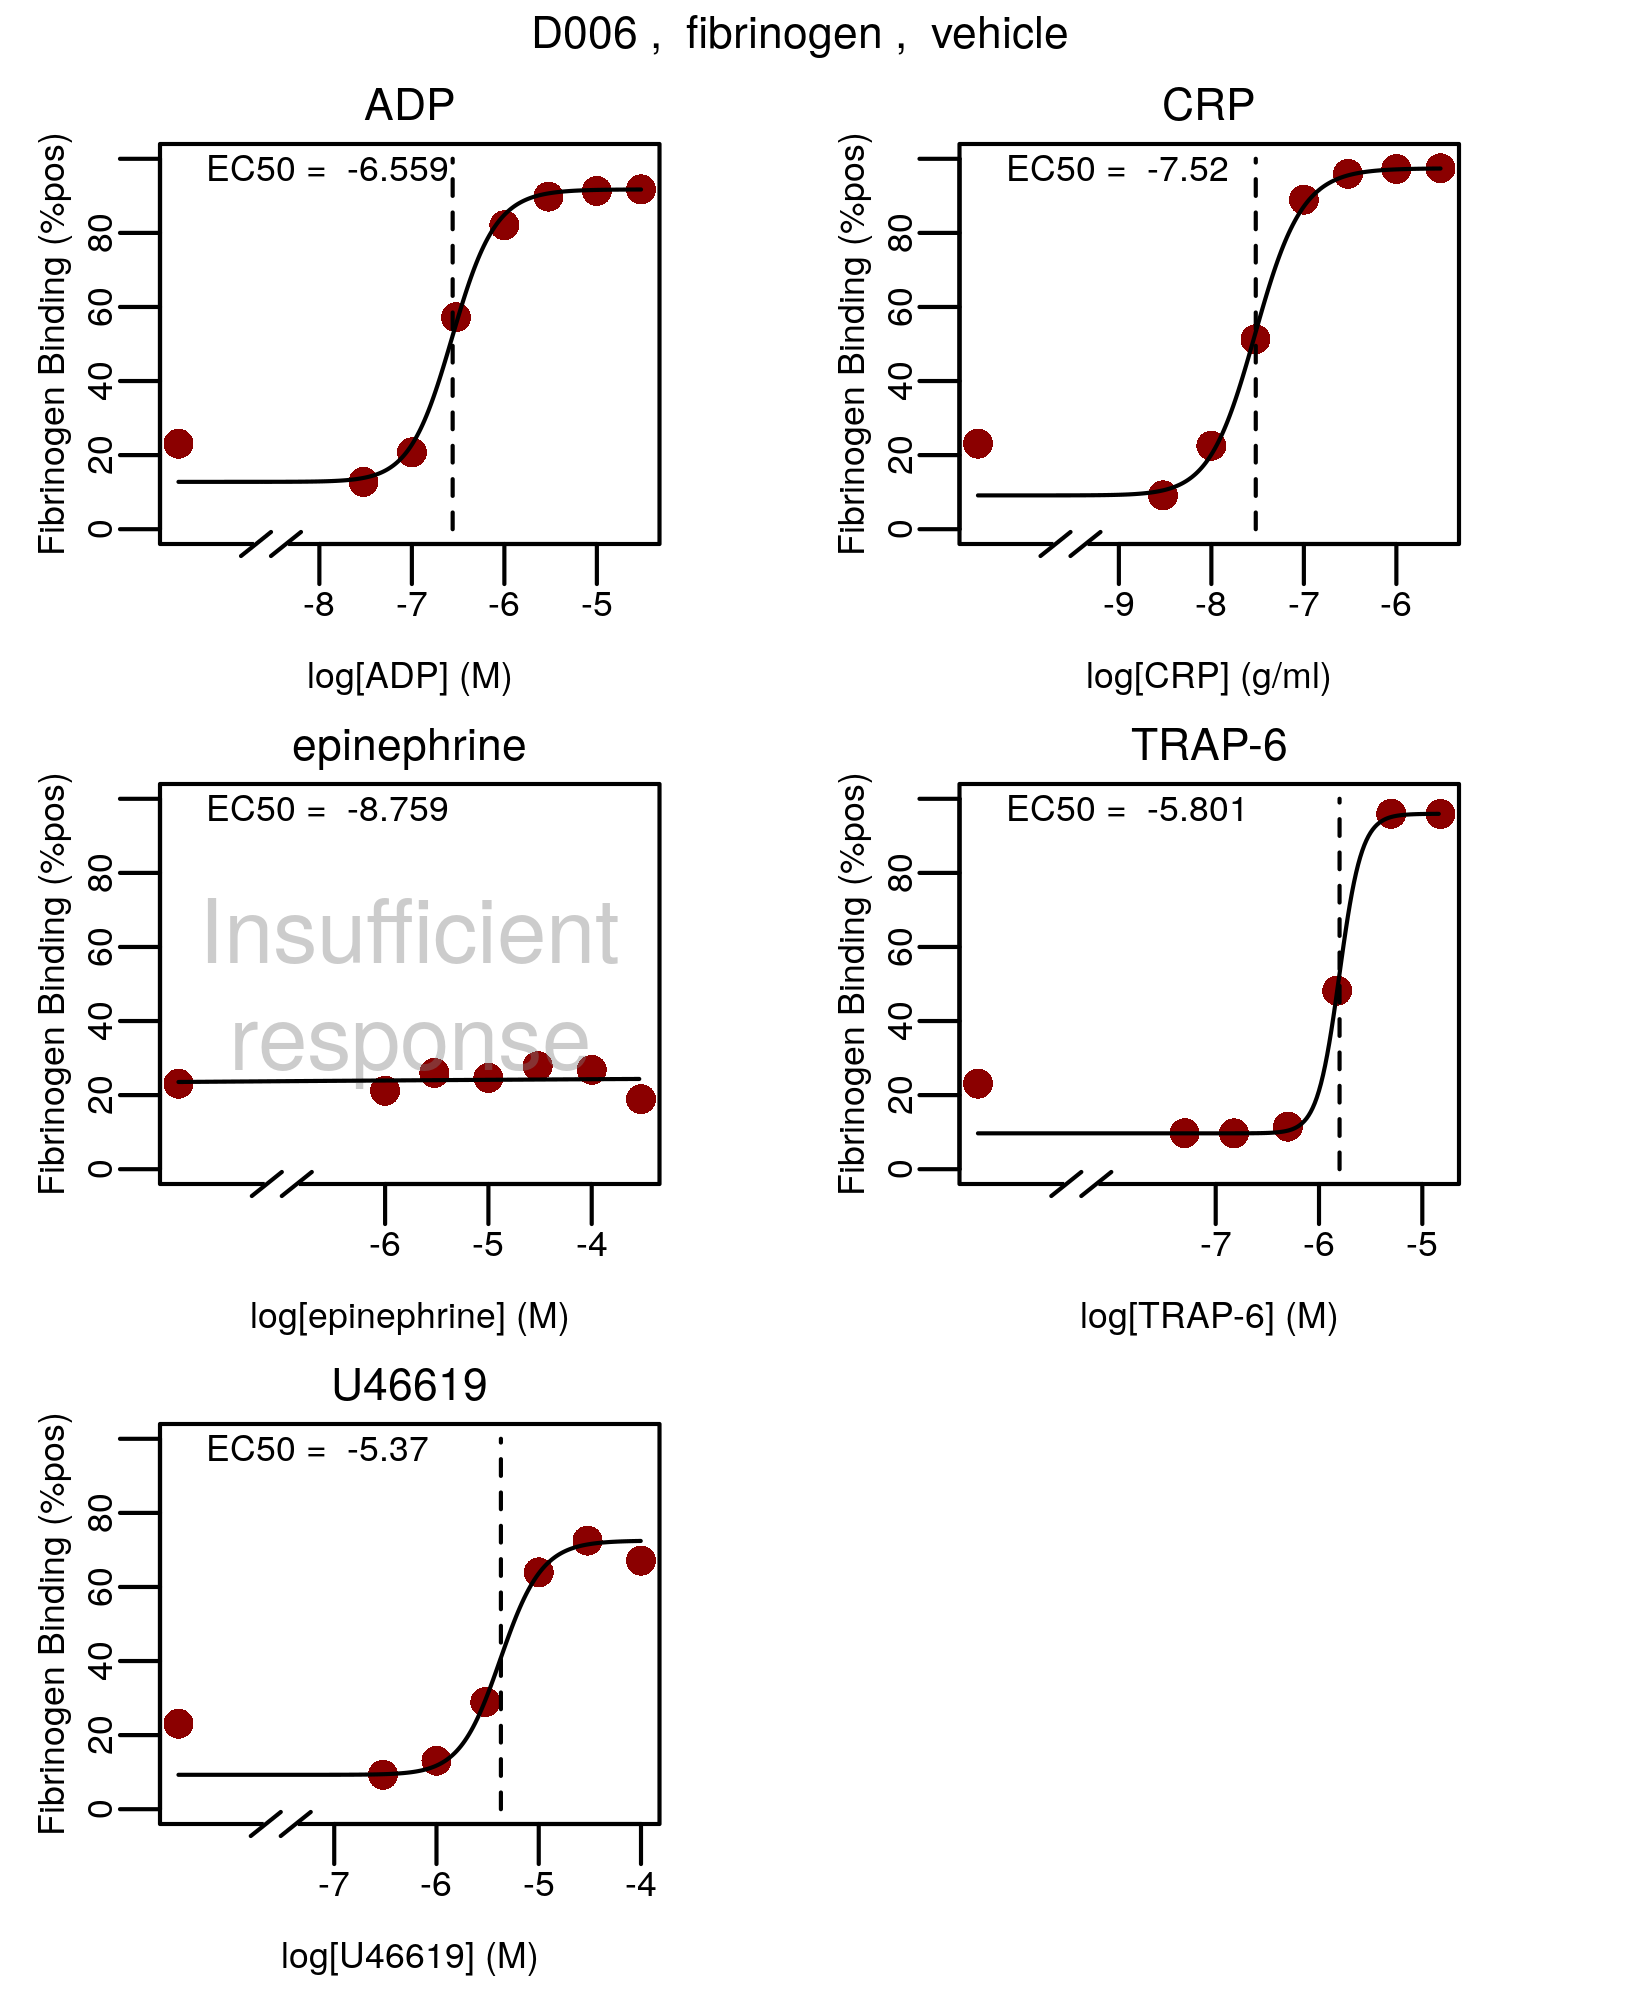 D006 , fibrinogen , vehicle
ADP
EC50 = -6.559
Fibrinogen Binding (%pos)
0 20 40 60 80
-8 -7 -6 -5
log[ADP] (M)
CRP
EC50 = -7.52
Fibrinogen Binding (%pos)
0 20 40 60 80
-9 -8 -7 -6
log[CRP] (g/ml)
epinephrine
EC50 = -8.759
Insufficient
response
Fibrinogen Binding (%pos)
0 20 40 60 80
-6 -5 -4
log[epinephrine] (M)
TRAP-6
EC50 = -5.801
Fibrinogen Binding (%pos)
0 20 40 60 80
-7 -6 -5
log[TRAP-6] (M)
U46619
EC50 = -5.37
Fibrinogen Binding (%pos)
0 20 40 60 80
-7 -6 -5 -4
log[U46619] (M)